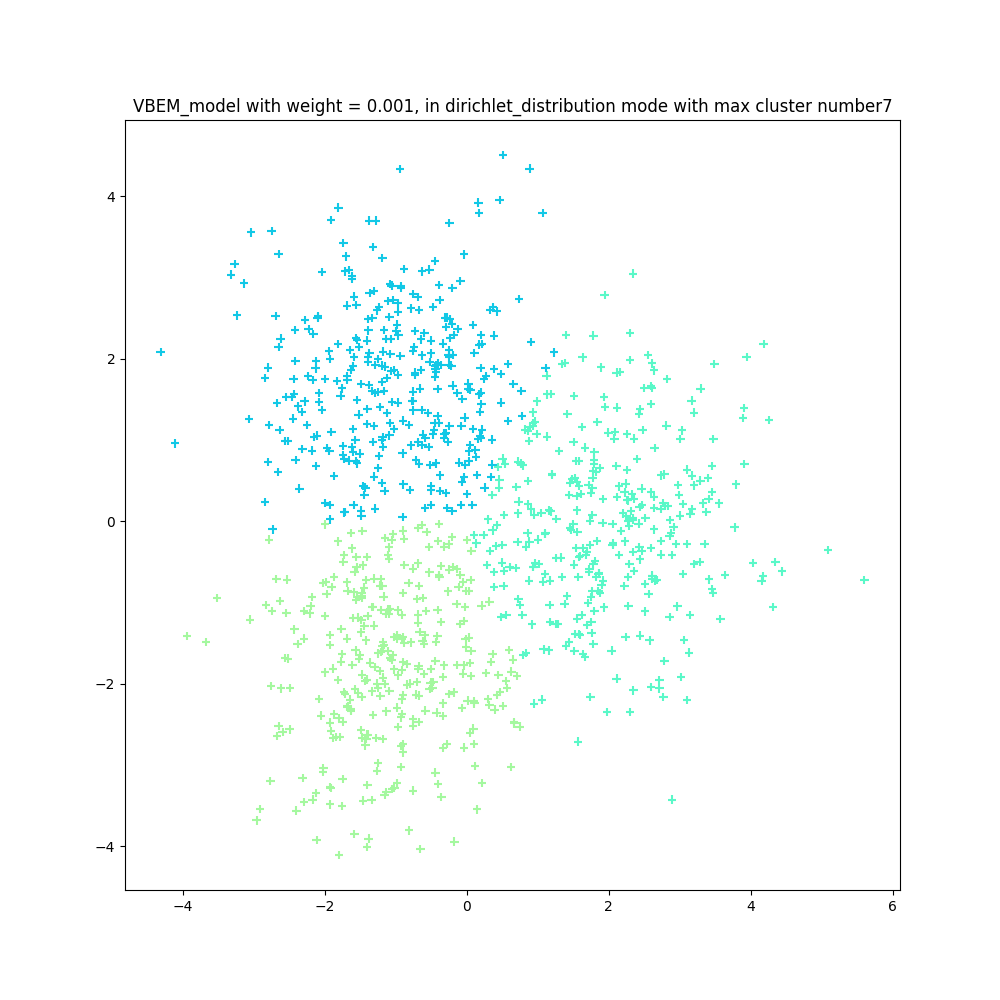 VBEM_model with weight = 0.001, in dirichlet_distribution mode with max cluster number7
4
2
0
−2
−4
−4 −2 0 2 4 6